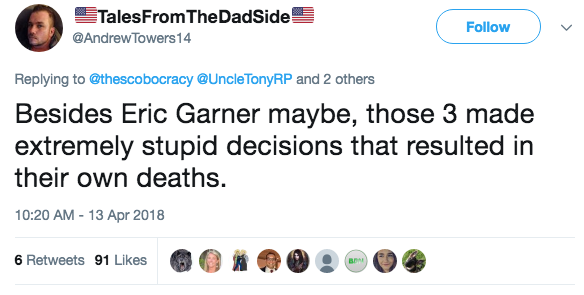 🇺🇸TalesFromTheDadSide🇺🇸
@AndrewTowers14
Follow
Replying to @thescobocracy @UncleTonyRP and 2 others
Besides Eric Garner maybe, those 3 made
extremely stupid decisions that resulted in
their own deaths.
10:20 AM - 13 Apr 2018
6 Retweets 91 Likes